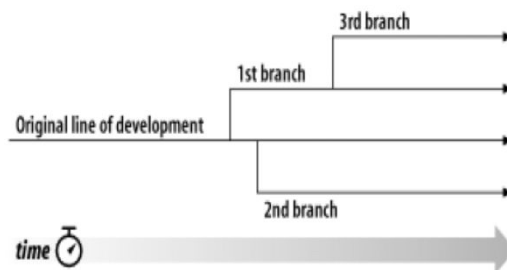 3rd branch
1st branch
Original line of development
2nd branch
time